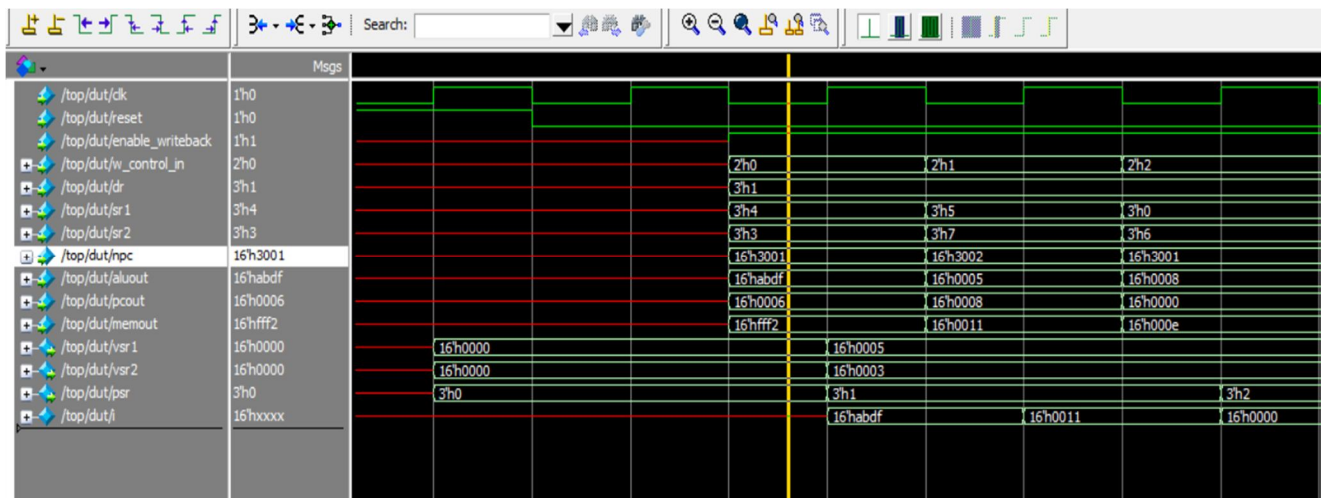 Search:
Msgs
/top/dut/clk 1'h0
/top/dut/reset 1'h0
/top/dut/enable_writeback 1'h1
/top/dut/w_control_in 2'h0 2'h0 2'h1 2'h2
/top/dut/dr 3'h1 3'h1
/top/dut/sr1 3'h4 3'h4 3'h5 3'h0
/top/dut/sr2 3'h3 3'h3 3'h7 3'h6
/top/dut/npc 16'h3001 16'h3001 16'h3002 16'h3001
/top/dut/aluout 16'habdf 16'habdf 16'h0005 16'h0008
/top/dut/pcout 16'h0006 16'h0006 16'h0008 16'h0000
/top/dut/memout 16'hfff2 16'hfff2 16'h0011 16'h000e
/top/dut/vsr1 16'h0000 16'h0000 16'h0005
/top/dut/vsr2 16'h0000 16'h0000 16'h0003
/top/dut/psr 3'h0 3'h0 3'h1 3'h2
/top/dut/i 16'hxxxx 16'habdf 16'h0011 16'h0000